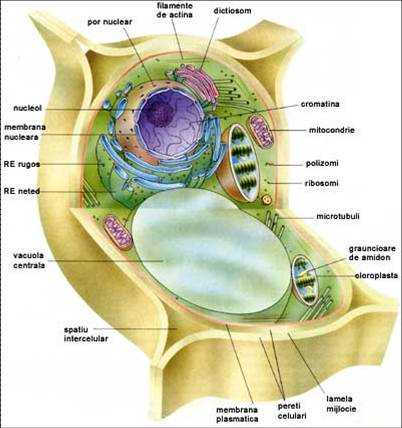 filamente
de actina
dictiosom
por nuclear
nucleol
cromatina
membrana
nucleara
mitocondrie
RE rugos
polizomi
RE neted
ribosomi
microtubuli
vacuola
centrala
grauncioare
de amidon
cloroplasta
spatiu
intercelular
membrana
plasmatica
pereti
celulari
lamela
mijlocie